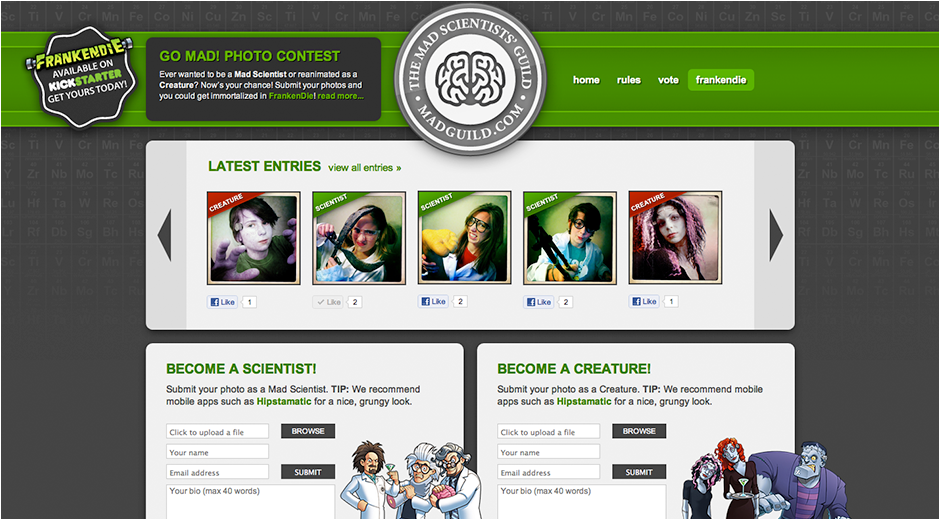 FRANKENDIE
AVAILABLE ON
KICKSTARTER
GET YOURS TODAY!
GO MAD! PHOTO CONTEST
Ever wanted to be a Mad Scientist or reanimated as a
Creature? Now's your chance! Submit your photos and
you could get immortalized in FrankenDie! read more...
THE MAD SCIENTISTS' GUILD
MADGUILD.COM
home rules vote frankendie
LATEST ENTRIES view all entries »
CREATURE SCIENTIST SCIENTIST SCIENTIST CREATURE
Like 1 Like 2 Like 2 Like 2 Like 1
BECOME A SCIENTIST!
Submit your photo as a Mad Scientist. TIP: We recommend
mobile apps such as Hipstamatic for a nice, grungy look.
Click to upload a file BROWSE
Your name
Email address SUBMIT
Your bio (max 40 words)
BECOME A CREATURE!
Submit your photo as a Creature. TIP: We recommend mobile
apps such as Hipstamatic for a nice, grungy look.
Click to upload a file BROWSE
Your name
Email address SUBMIT
Your bio (max 40 words)